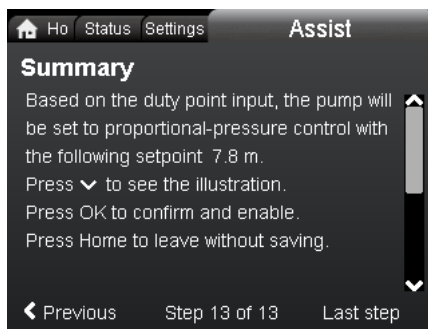 Ho Status Settings Assist
Summary
Based on the duty point input, the pump will
be set to proportional-pressure control with
the following setpoint 7.8 m.
Press to see the illustration.
Press OK to confirm and enable.
Press Home to leave without saving.
Previous Step 13 of 13 Last step